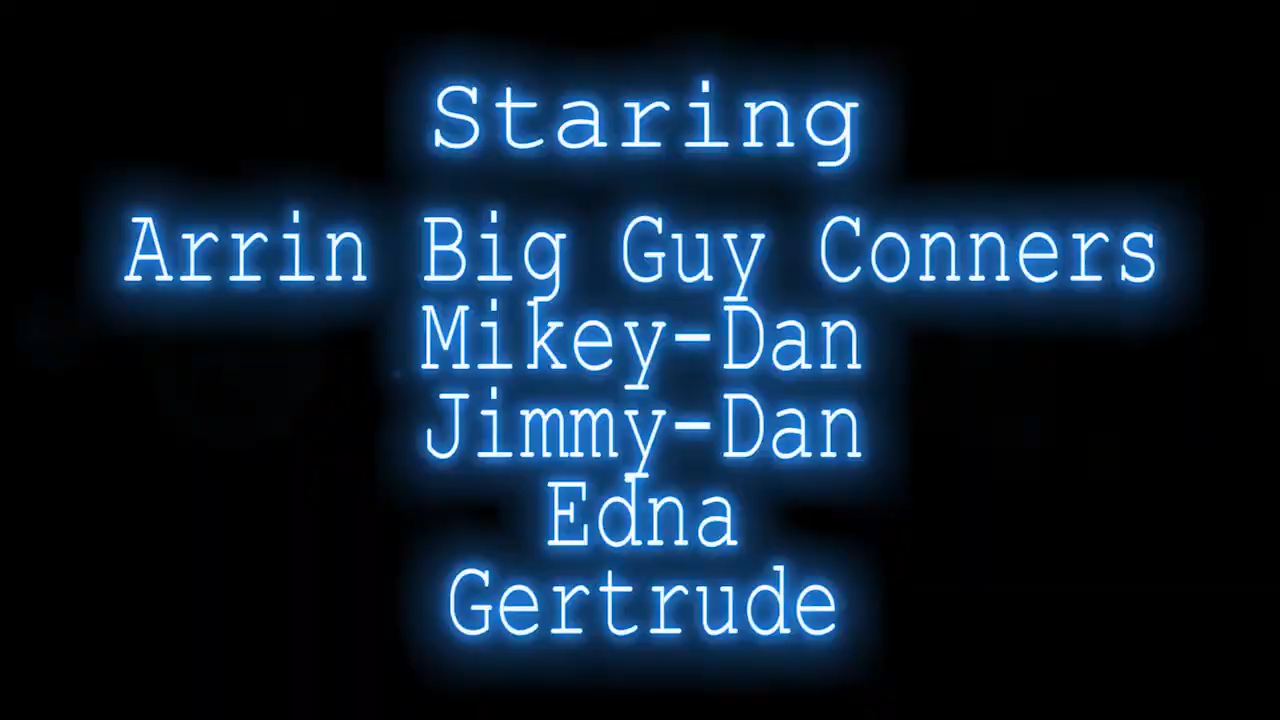 Staring
Arrin Big Guy Conners
Mikey-Dan
Jimmy-Dan
Edna
Gertrude